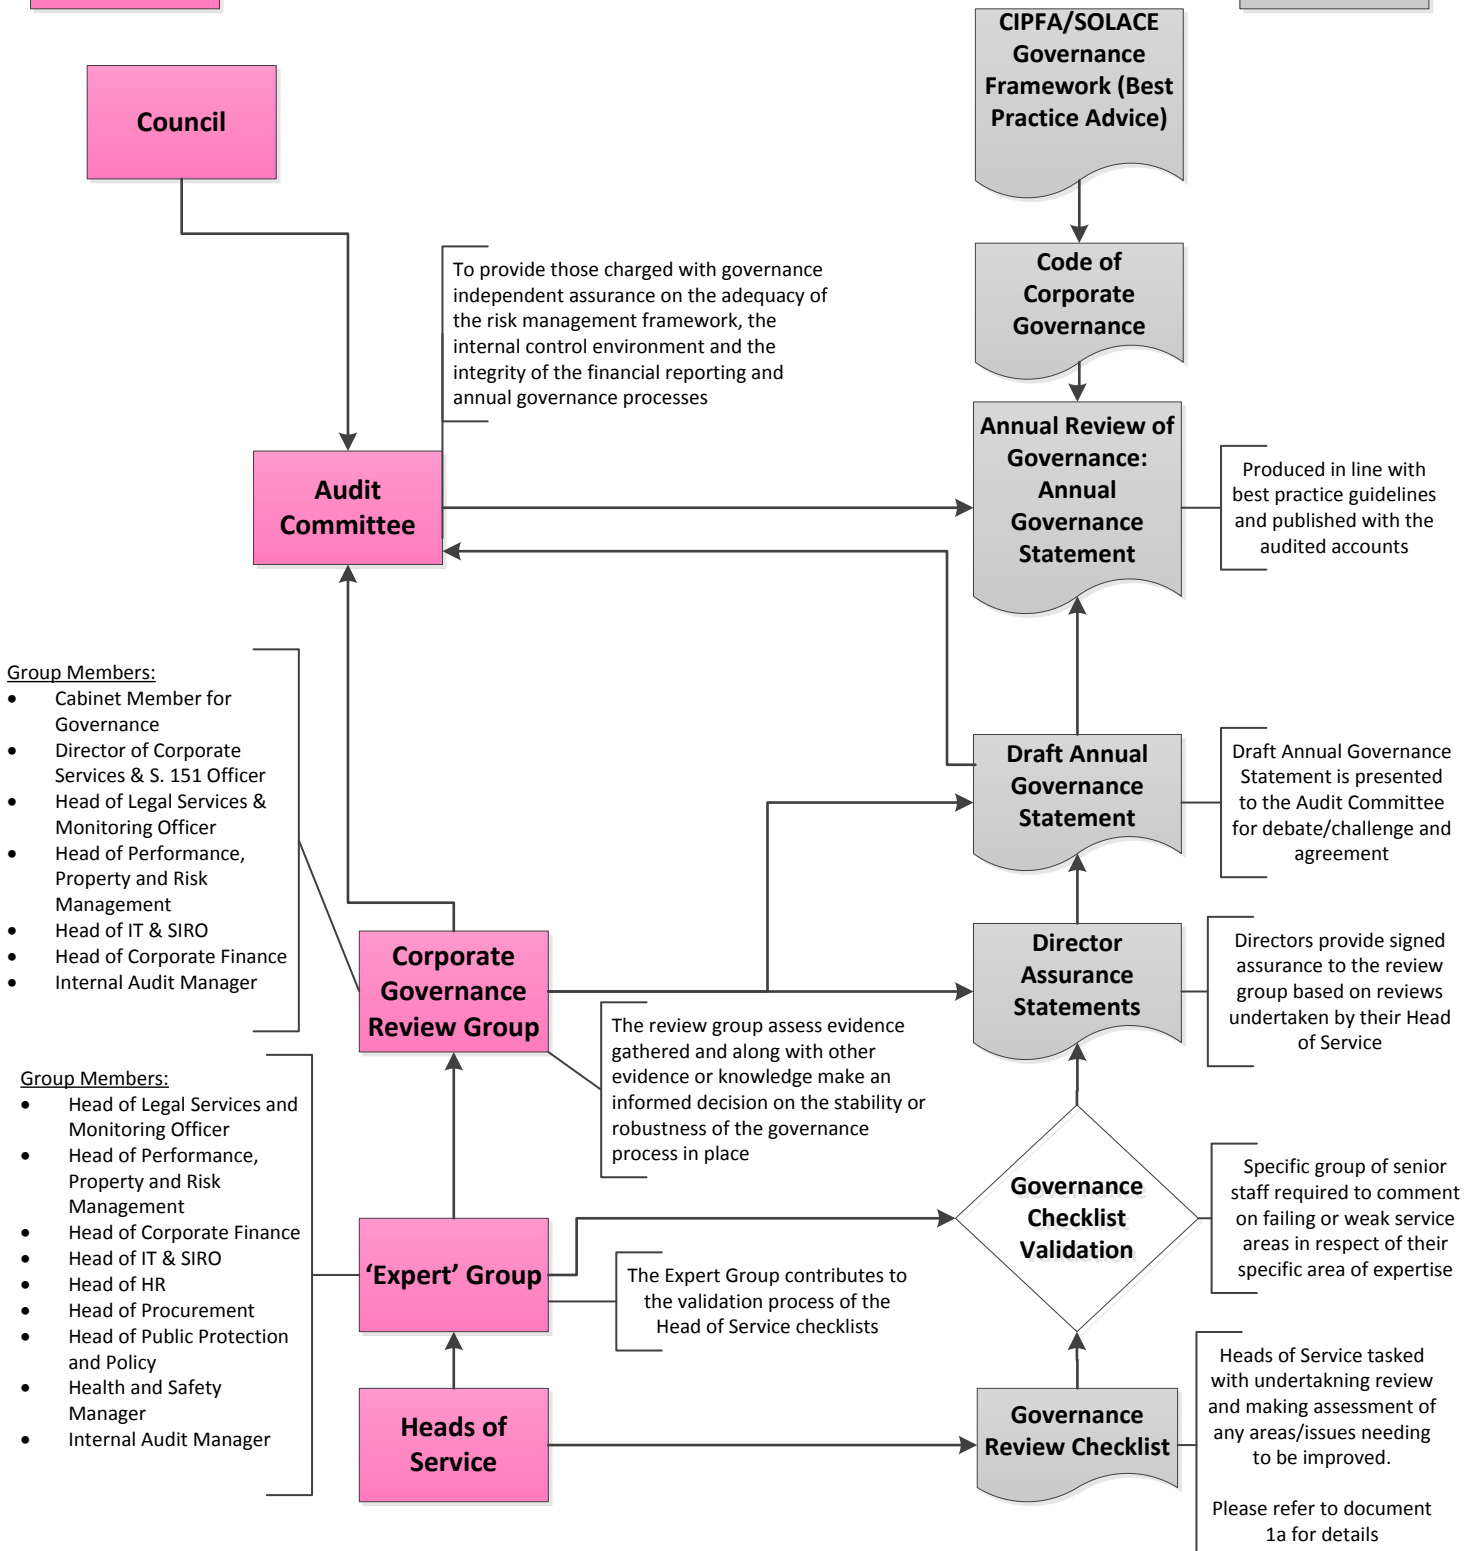 CIPFA/SOLACE
Governance
Framework (Best
Practice Advice)
Council
Code of
Corporate
Governance
To provide those charged with governance
independent assurance on the adequacy of
the risk management framework, the
internal control environment and the
integrity of the financial reporting and
annual governance processes
Annual Review of
Governance:
Annual
Governance
Statement
Produced in line with
best practice guidelines
and published with the
audited accounts
Audit
Committee
Group Members:
• Cabinet Member for
Governance
• Director of Corporate
Services & S. 151 Officer
• Head of Legal Services &
Monitoring Officer
• Head of Performance,
Property and Risk
Management
• Head of IT & SIRO
• Head of Corporate Finance
• Internal Audit Manager
Draft Annual
Governance
Statement
Draft Annual Governance
Statement is presented
to the Audit Committee
for debate/challenge and
agreement
Corporate
Governance
Review Group
Director
Assurance
Statements
Directors provide signed
assurance to the review
group based on reviews
undertaken by their Head
of Service
The review group assess evidence
gathered and along with other
evidence or knowledge make an
informed decision on the stability or
robustness of the governance
process in place
Group Members:
• Head of Legal Services and
Monitoring Officer
• Head of Performance,
Property and Risk
Management
• Head of Corporate Finance
• Head of IT & SIRO
• Head of HR
• Head of Procurement
• Head of Public Protection
and Policy
• Health and Safety
Manager
• Internal Audit Manager
‘Expert’ Group
The Expert Group contributes to
the validation process of the
Head of Service checklists
Governance
Checklist
Validation
Specific group of senior
staff required to comment
on failing or weak service
areas in respect of their
specific area of expertise
Heads of
Service
Governance
Review Checklist
Heads of Service tasked
with undertakning review
and making assessment of
any areas/issues needing
to be improved.
Please refer to document
1a for details